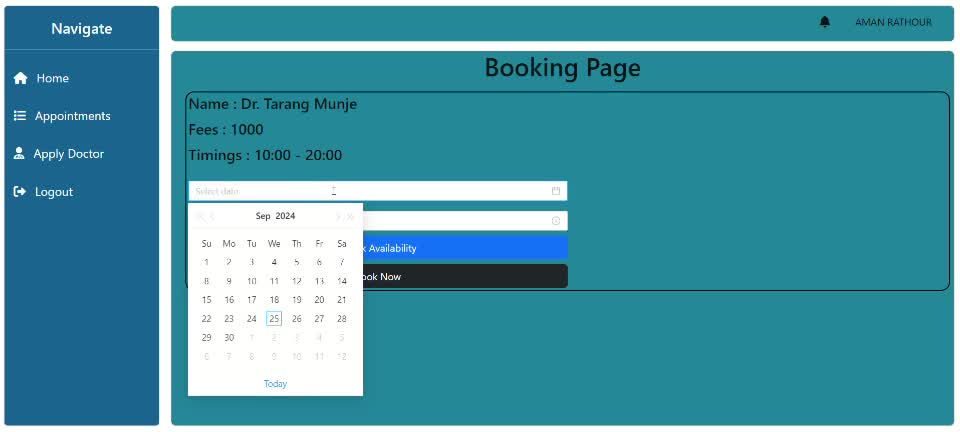 Navigate
Home
Appointments
Apply Doctor
Logout
AMAN RATHOUR
Booking Page
Name : Dr. Tarang Munje
Fees : 1000
Timings : 10:00 - 20:00
Select date
Sep 2024
Su Mo Tu We Th Fr Sa
1 2 3 4 5 6 7
8 9 10 11 12 13 14
15 16 17 18 19 20 21
22 23 24 25 26 27 28
29 30 1 2 3 4 5
6 7 8 9 10 11 12
Today
Availability
Now